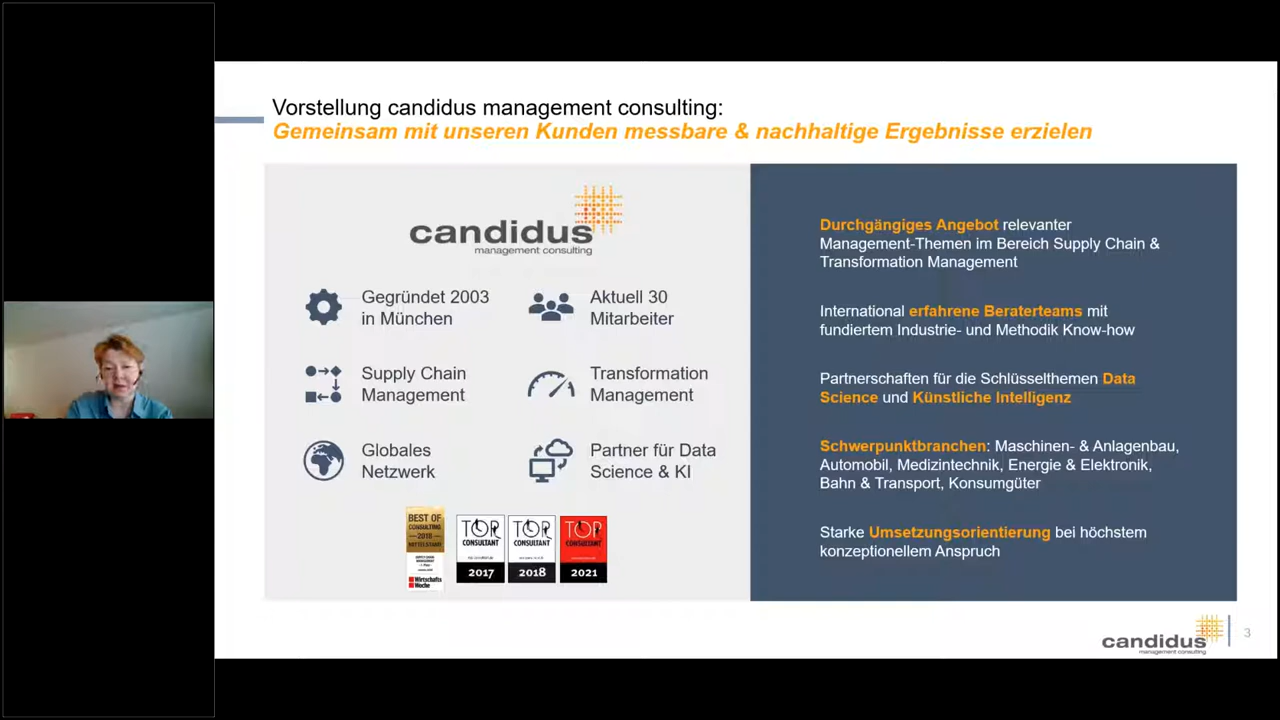 Vorstellung candidus management consulting:
Gemeinsam mit unseren Kunden messbare & nachhaltige Ergebnisse erzielen
candidus
management consulting
Gegründet 2003
in München
Aktuell 30
Mitarbeiter
Supply Chain
Management
Transformation
Management
Globales
Netzwerk
Partner für Data
Science & KI
BEST OF
CONSULTING
2018
MITTELSTAND
Wirtschafts
Woche
TOP
CONSULTANT
2017
TOP
CONSULTANT
2018
TOP
CONSULTANT
2021
Durchgängiges Angebot relevanter
Management-Themen im Bereich Supply Chain &
Transformation Management
International erfahrene Beraterteams mit
fundiertem Industrie- und Methodik Know-how
Partnerschaften für die Schlüsselthemen Data
Science und Künstliche Intelligenz
Schwerpunktbranchen: Maschinen- & Anlagenbau,
Automobil, Medizintechnik, Energie & Elektronik,
Bahn & Transport, Konsumgüter
Starke Umsetzungsorientierung bei höchstem
konzeptionellem Anspruch
candidus
management consulting
3